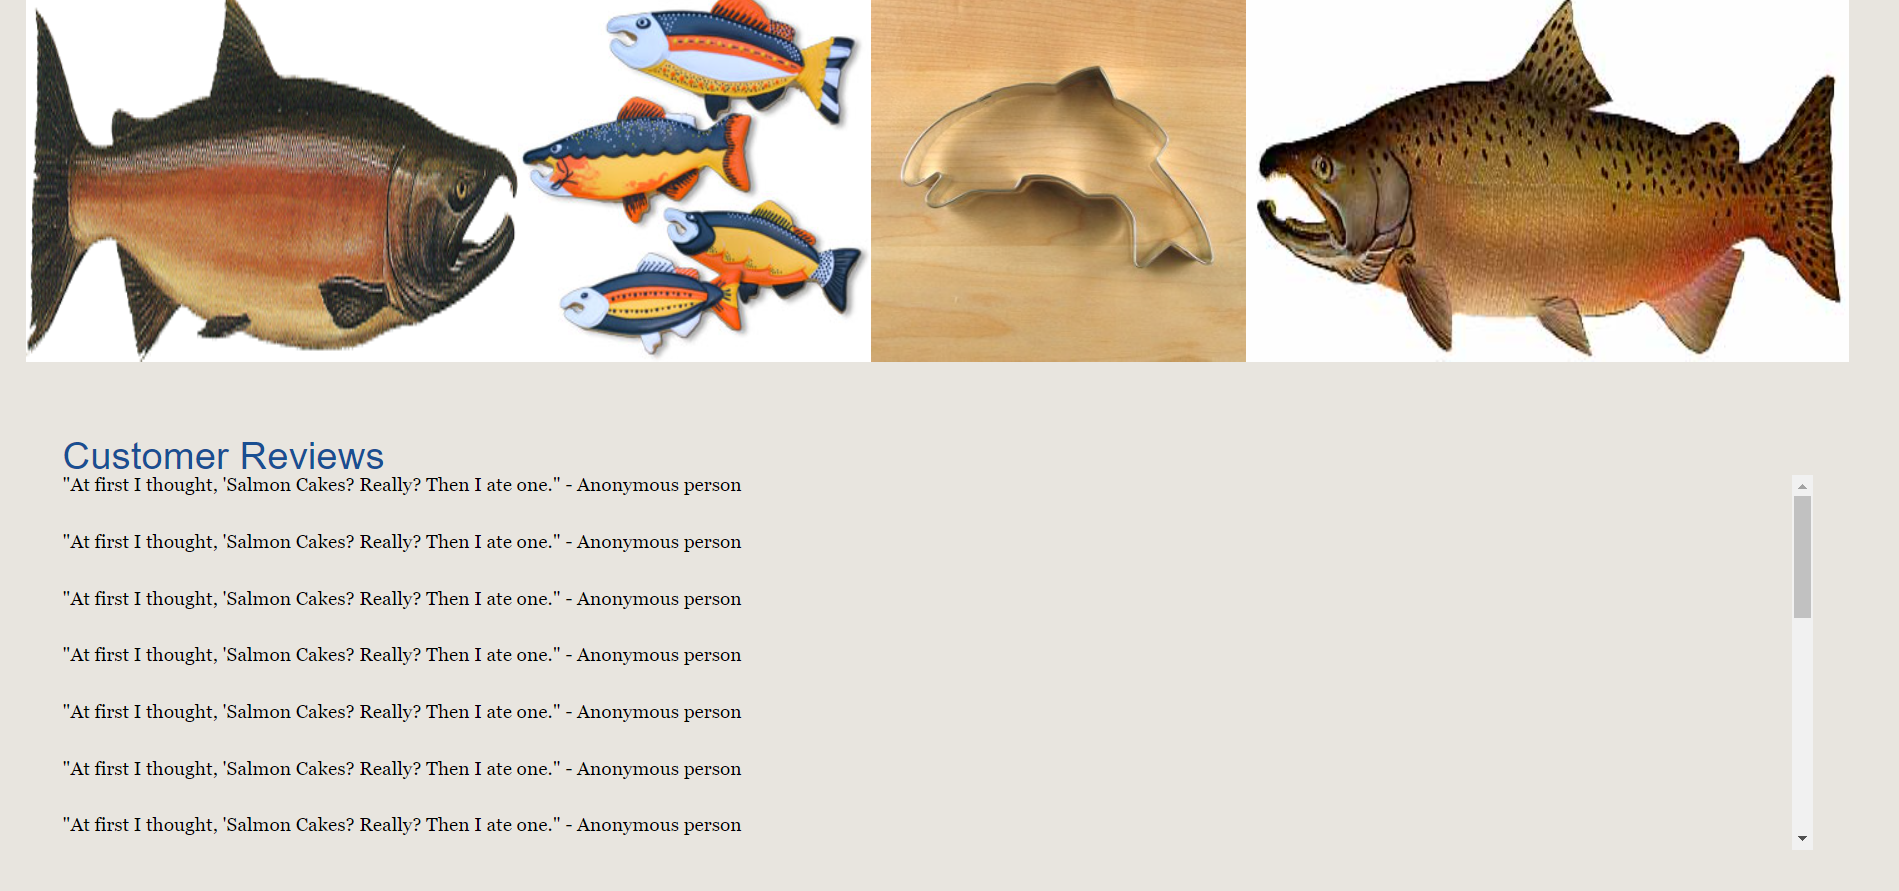 Customer Reviews
"At first I thought, 'Salmon Cakes? Really? Then I ate one." - Anonymous person
"At first I thought, 'Salmon Cakes? Really? Then I ate one." - Anonymous person
"At first I thought, 'Salmon Cakes? Really? Then I ate one." - Anonymous person
"At first I thought, 'Salmon Cakes? Really? Then I ate one." - Anonymous person
"At first I thought, 'Salmon Cakes? Really? Then I ate one." - Anonymous person
"At first I thought, 'Salmon Cakes? Really? Then I ate one." - Anonymous person
"At first I thought, 'Salmon Cakes? Really? Then I ate one." - Anonymous person